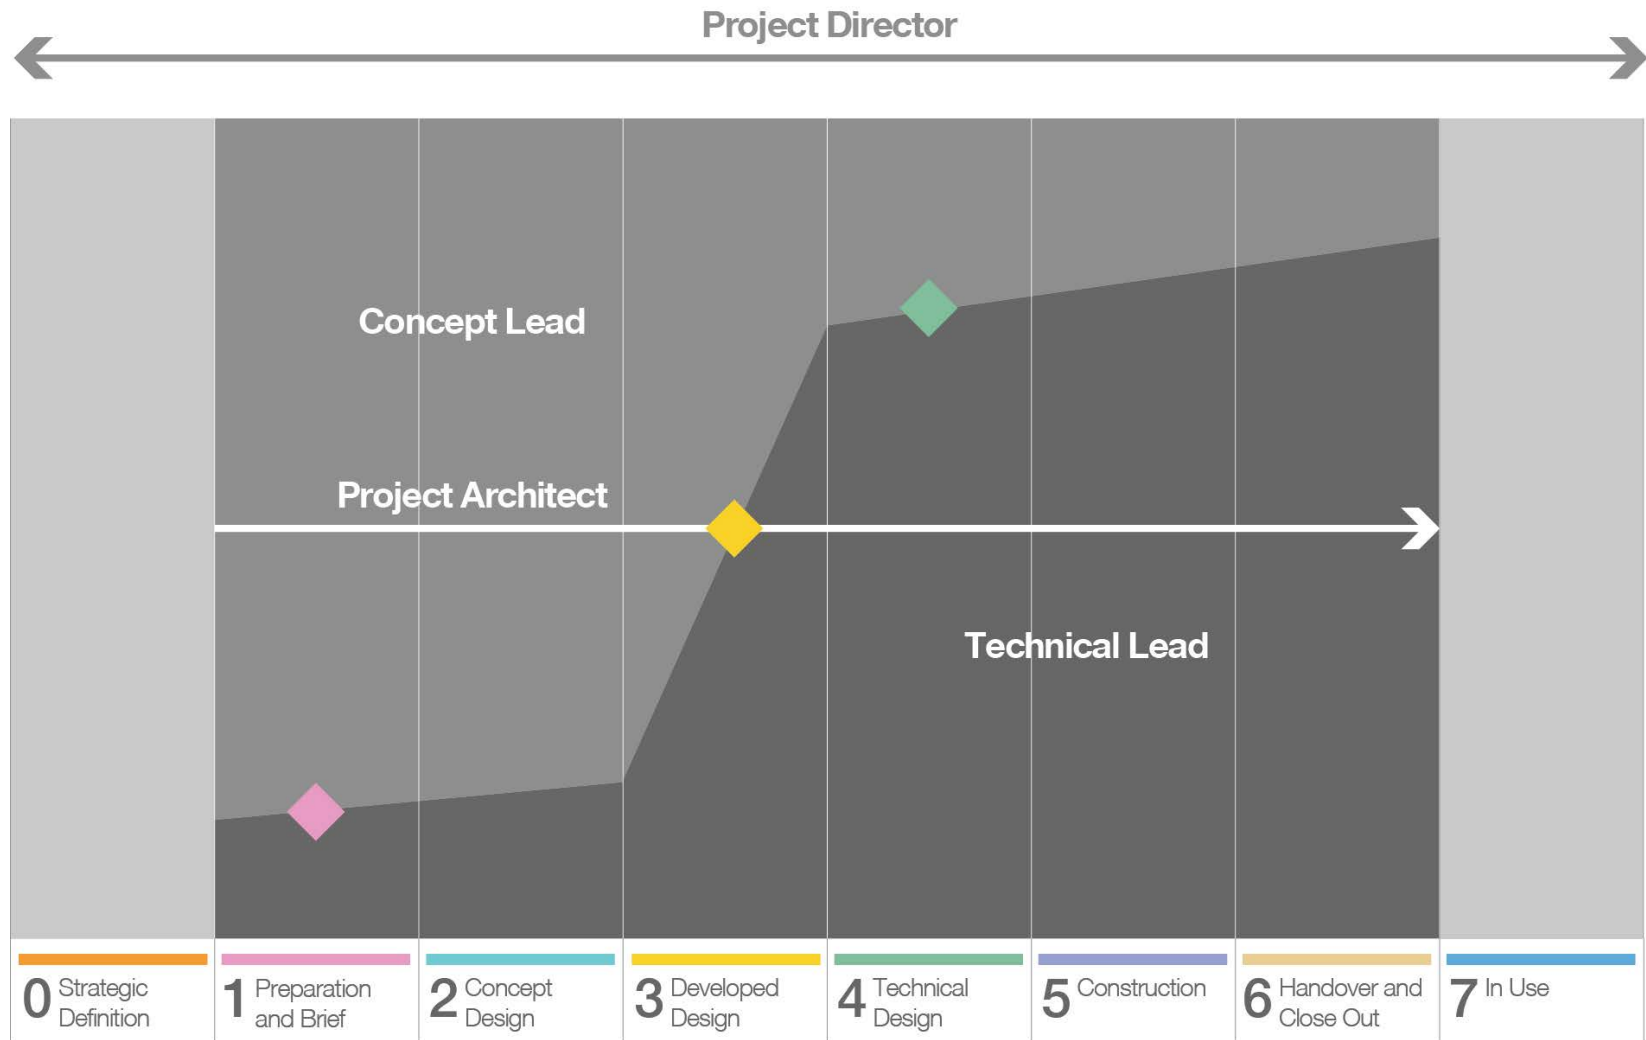 Project Director
Concept Lead
Project Architect
Technical Lead
0 Strategic
Definition
1 Preparation
and Brief
2 Concept
Design
3 Developed
Design
4 Technical
Design
5 Construction
6 Handover and
Close Out
7 In Use